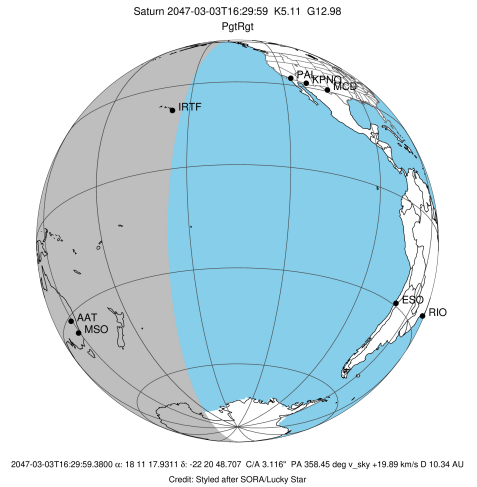 Saturn 2047-03-03T16:29:59 K5.11 G12.98
PgtRgt
PAL
KPNO
MCD
IRTF
ESO
RIO
AAT
MSO
2047-03-03T16:29:59.3800 α: 18 11 17.9311 δ: -22 20 48.707 C/A 3.116" PA 358.45 deg v_sky +19.89 km/s D 10.34 AU
Credit: Styled after SORA/Lucky Star